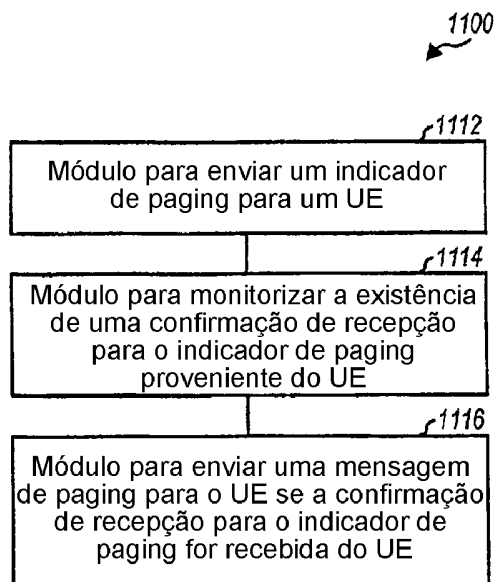 1100
1112
Módulo para enviar um indicador
de paging para um UE
1114
Módulo para monitorizar a existência
de uma confirmação de recepção
para o indicador de paging
proveniente do UE
1116
Módulo para enviar uma mensagem
de paging para o UE se a confirmação
de recepção para o indicador de
paging for recebida do UE